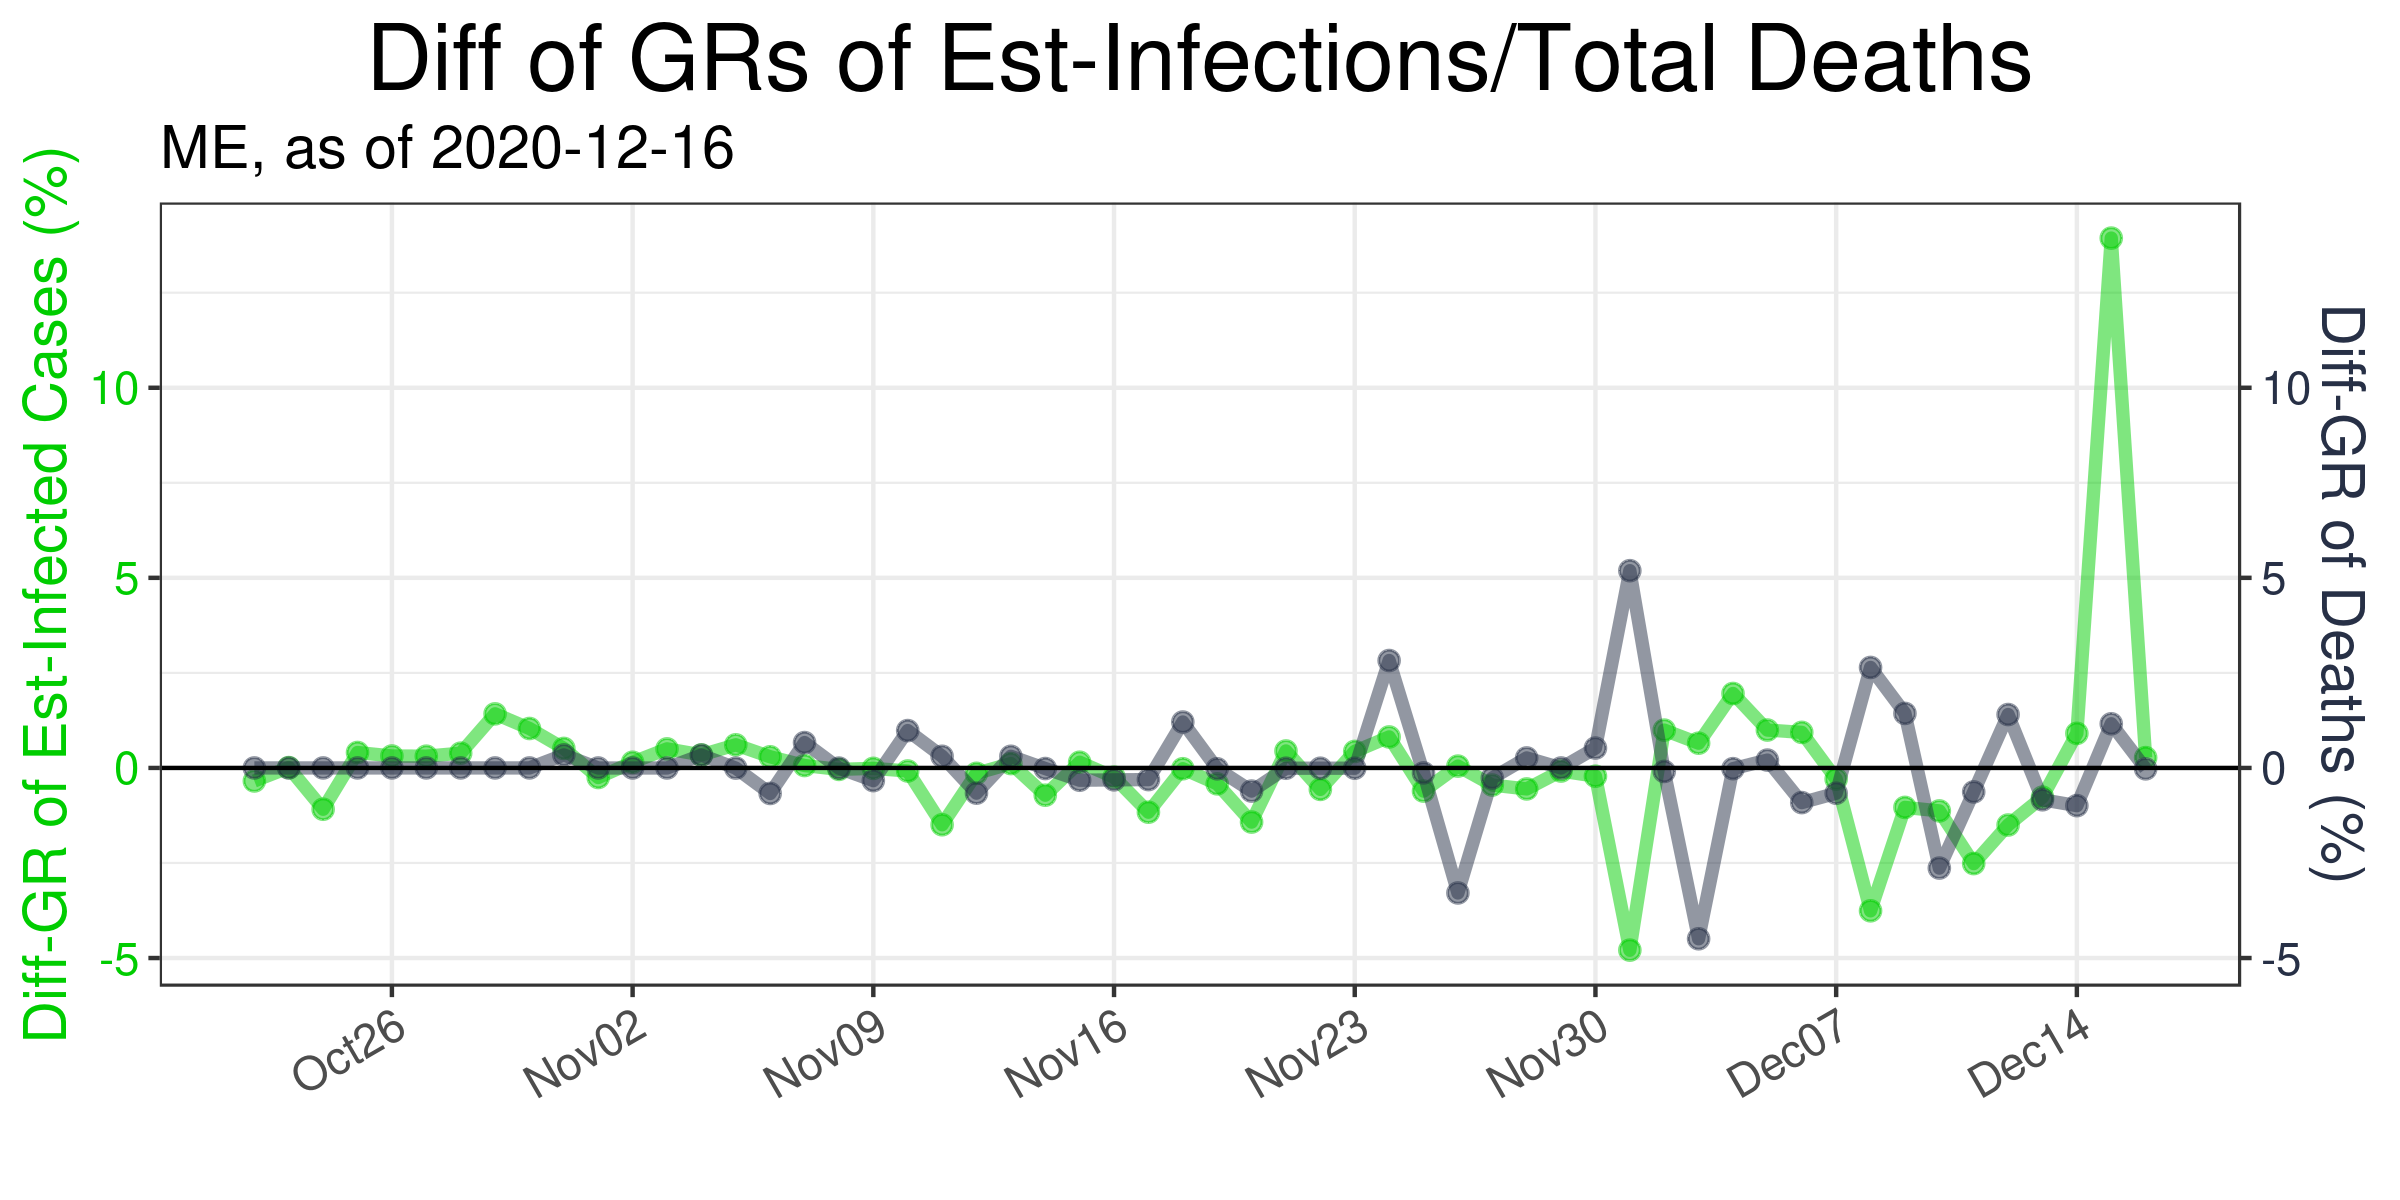 Diff of GRs of Est-Infections/Total Deaths
ME, as of 2020-12-16
Diff-GR of Est-Infected Cases (%)
10
5
0
-5
10
5
0
-5
Diff-GR of Deaths (%)
Oct26
Nov02
Nov09
Nov16
Nov23
Nov30
Dec07
Dec14